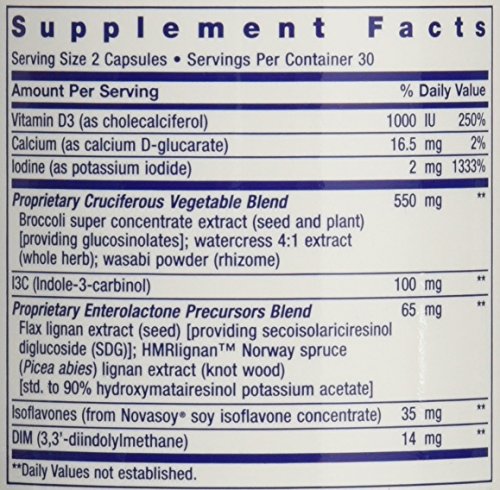 Supplement Facts
Serving Size 2 Capsules • Servings Per Container 30
Amount Per Serving % Daily Value
Vitamin D3 (as cholecalciferol) 1000 IU 250%
Calcium (as calcium D-glucarate) 16.5 mg 2%
Iodine (as potassium iodide) 2 mg 1333%
Proprietary Cruciferous Vegetable Blend 550 mg **
Broccoli super concentrate extract (seed and plant)
[providing glucosinolates]; watercress 4:1 extract
(whole herb); wasabi powder (rhizome)
I3C (Indole-3-carbinol) 100 mg **
Proprietary Enterolactone Precursors Blend 65 mg **
Flax lignan extract (seed) [providing secoisolariciresinol
diglucoside (SDG)]; HMRlignan™ Norway spruce
(Picea abies) lignan extract (knot wood)
[std. to 90% hydroxymatairesinol potassium acetate]
Isoflavones (from Novasoy® soy isoflavone concentrate) 35 mg **
DIM (3,3'-diindolylmethane) 14 mg **
**Daily Values not established.